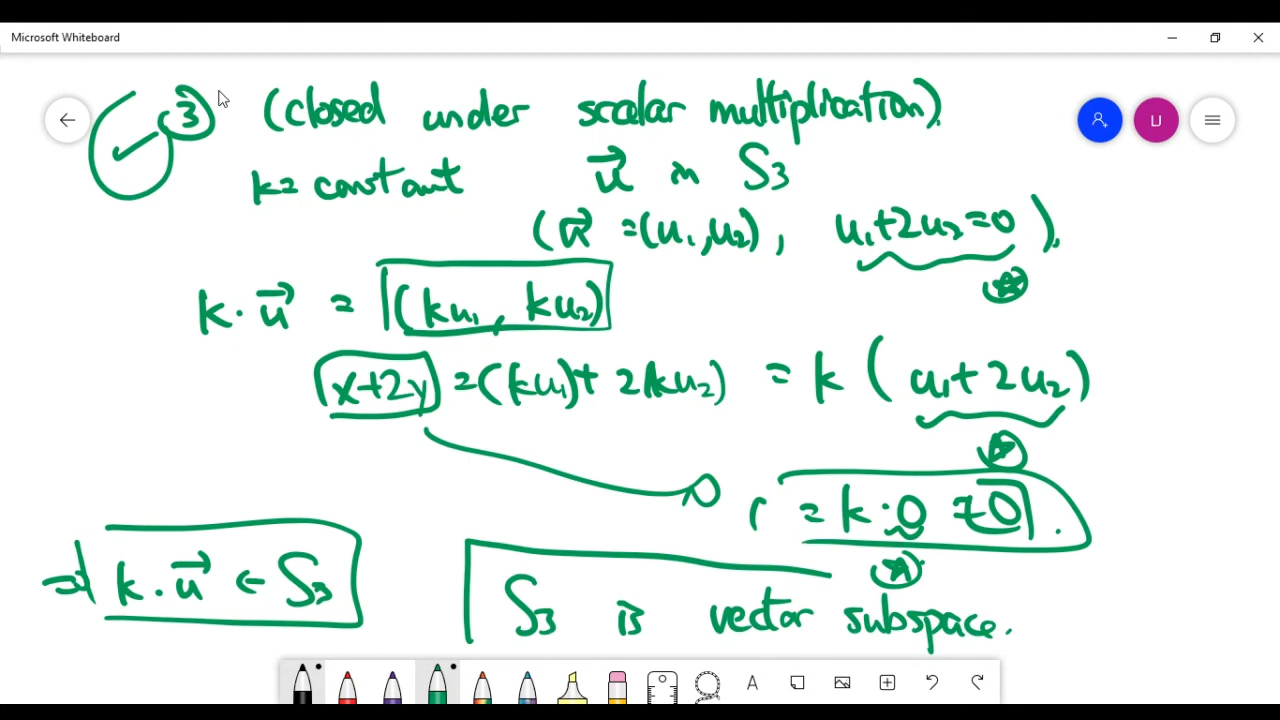 Microsoft Whiteboard
③ (closed under scalar multiplication).
k = constant u⃗ in S₃
(u⃗ = (u₁, u₂), u₁+2u₂=0).
k · u⃗ = (ku₁, ku₂)
x+2y = (ku₁) + 2(ku₂) = k (u₁ + 2u₂)
= k · 0 = 0.
⇒ k · u⃗ ∈ S₃
S₃ is vector subspace.
U
A